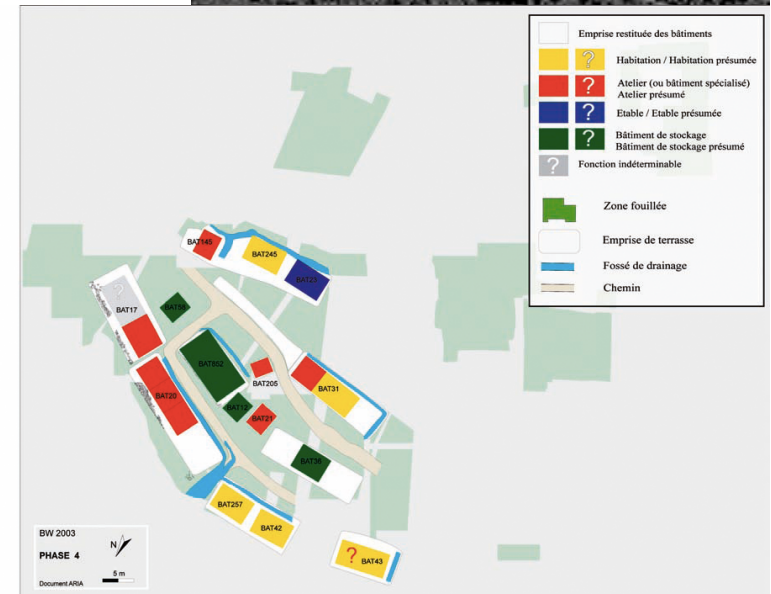 Emprise restituée des bâtiments
? Habitation / Habitation présumée
? Atelier (ou bâtiment spécialisé)
Atelier présumé
? Etable / Etable présumée
? Bâtiment de stockage
Bâtiment de stockage présumé
? Fonction indéterminable
Zone fouillée
Emprise de terrasse
Fossé de drainage
Chemin
BAT145
BAT245
BAT23
?
BAT17
BAT58
BAT852
BAT205
BAT31
BAT20
BAT12
BAT21
BAT36
BAT257
BAT42
? BAT43
BW 2003
PHASE 4
N
5 m
Document ARIA